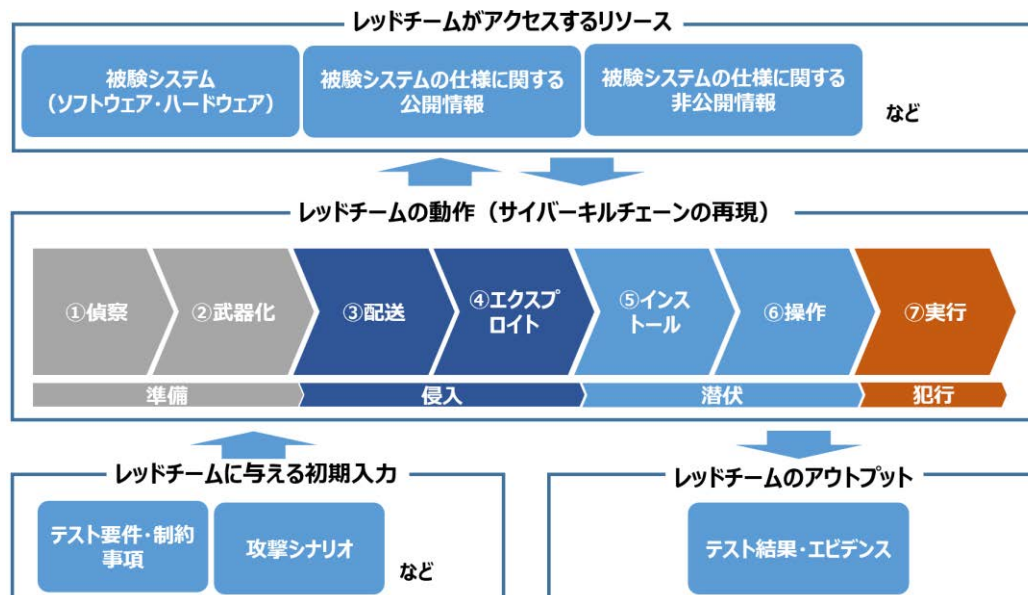 レッドチームがアクセスするリソース
被験システム
(ソフトウェア・ハードウェア)
被験システムの仕様に関する
公開情報
被験システムの仕様に関する
非公開情報
など
レッドチームの動作(サイバーキルチェーンの再現)
①偵察
②武器化
③配送
④エクスプ
ロイト
⑤インス
トール
⑥操作
⑦実行
準備
侵入
潜伏
犯行
レッドチームに与える初期入力
テスト要件・制約
事項
攻撃シナリオ
など
レッドチームのアウトプット
テスト結果・エビデンス